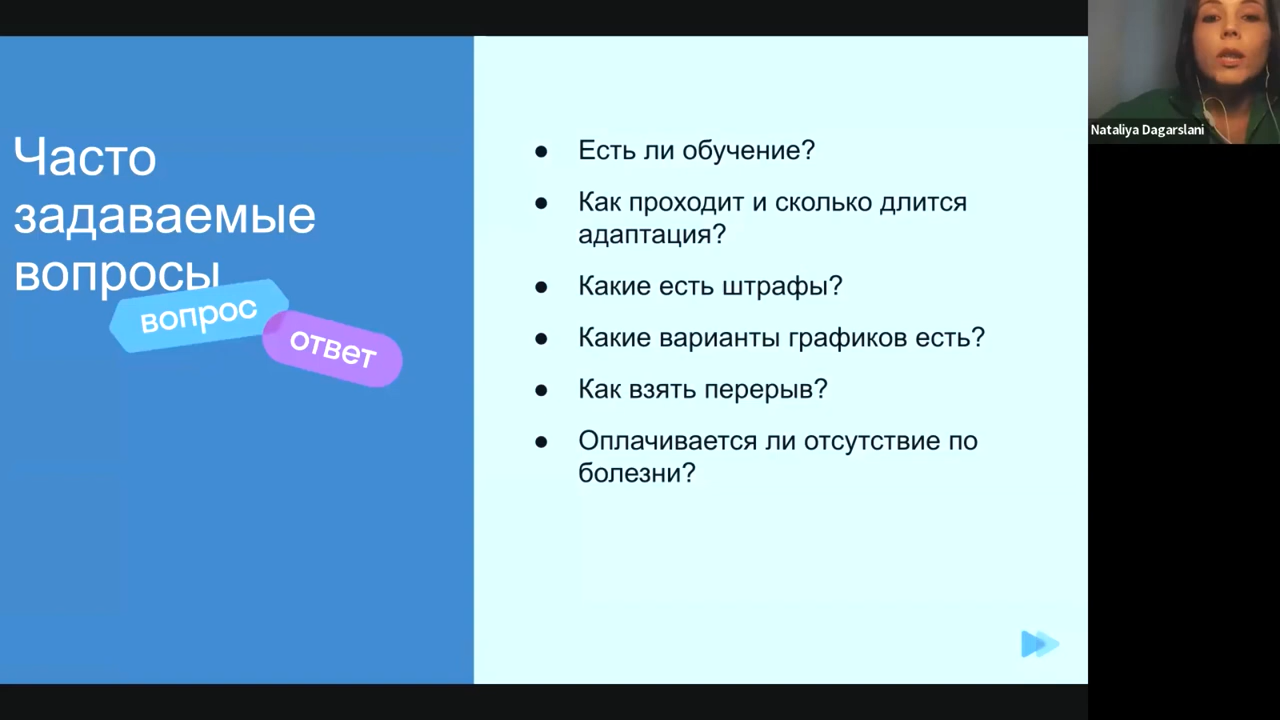 Часто
задаваемые
вопросы
вопрос
ответ
● Есть ли обучение?
● Как проходит и сколько длится
адаптация?
● Какие есть штрафы?
● Какие варианты графиков есть?
● Как взять перерыв?
● Оплачивается ли отсутствие по
болезни?
Nataliya Dagarslani